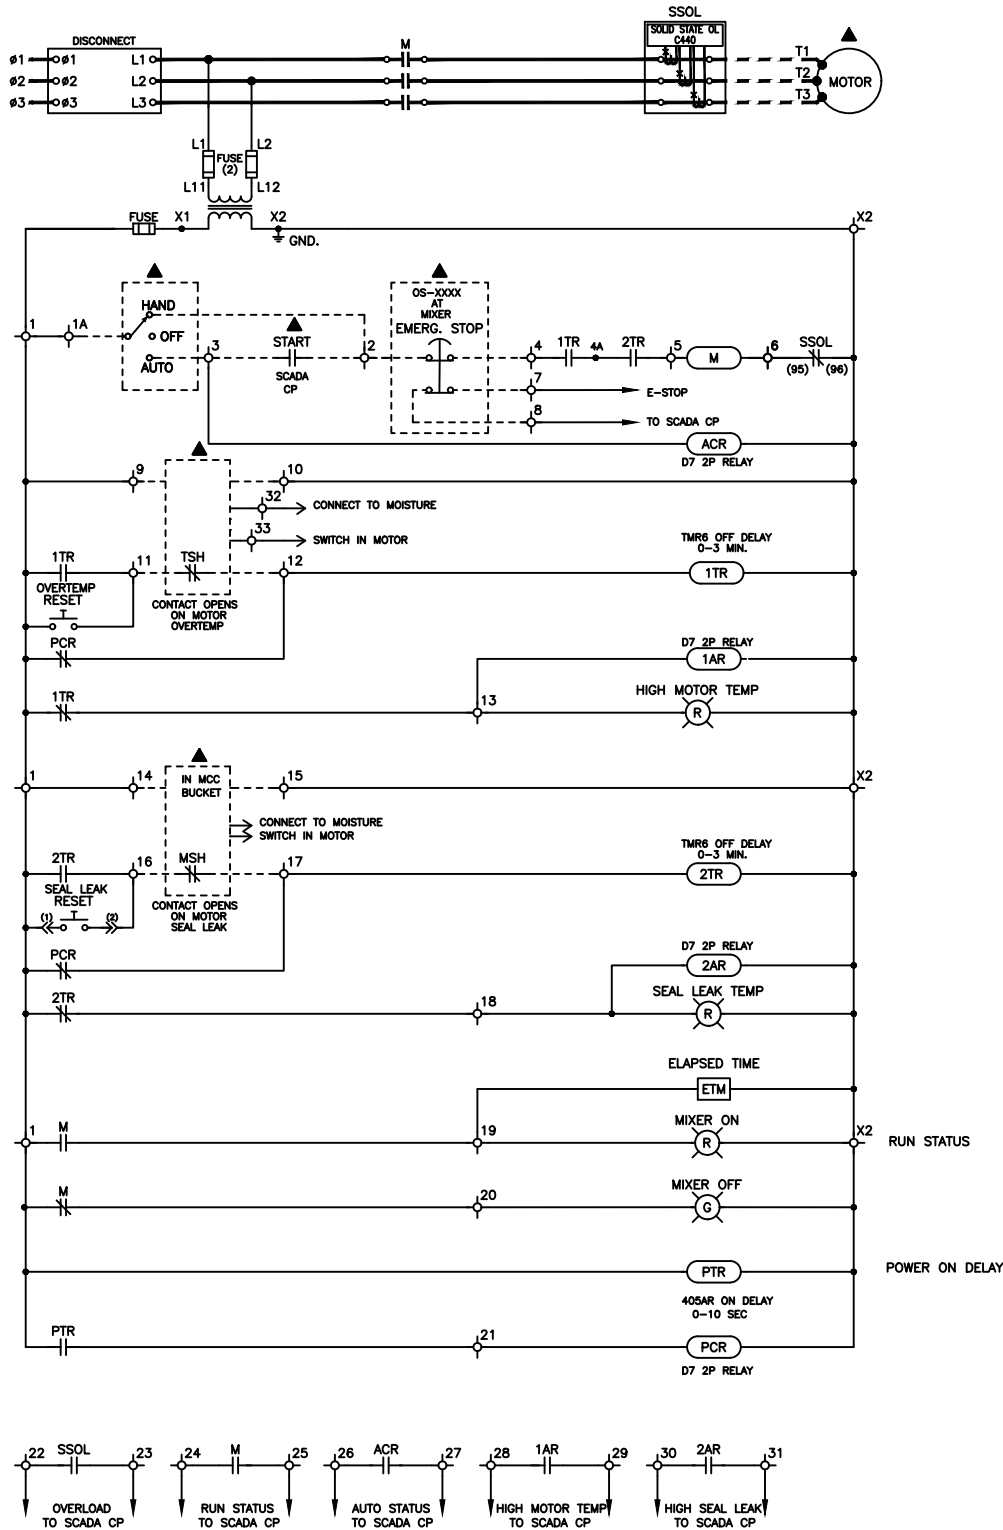 SSOL
DISCONNECT
M
SOLID STATE OL
C440
ø1 ø1 L1 T1
ø2 ø2 L2 T2 MOTOR
ø3 ø3 L3 T3
L1 L2
FUSE
(2)
L11 L12
FUSE X1 X2 X2
GND.
OS-XXXX
AT
MIXER
EMERG. STOP
HAND
1 1A OFF
AUTO
3 START 2 4 1TR 4A 2TR 5 M 6 SSOL
(95) (96)
SCADA
CP
7 E-STOP
8 TO SCADA CP
ACR
D7 2P RELAY
9 10
32 CONNECT TO MOISTURE
33 SWITCH IN MOTOR
TMR6 OFF DELAY
0-3 MIN.
1TR 11 TSH 12 1TR
OVERTEMP
RESET
CONTACT OPENS
ON MOTOR
OVERTEMP
PCR
D7 2P RELAY
1AR
1TR 13 HIGH MOTOR TEMP
R
1 14 IN MCC
BUCKET
15 X2
CONNECT TO MOISTURE
SWITCH IN MOTOR
TMR6 OFF DELAY
0-3 MIN.
2TR 16 MSH 17 2TR
SEAL LEAK
RESET
(1) (2)
CONTACT OPENS
ON MOTOR
SEAL LEAK
PCR
D7 2P RELAY
2AR
2TR 18 SEAL LEAK TEMP
R
ELAPSED TIME
ETM
1 M 19 MIXER ON X2
R
RUN STATUS
M 20 MIXER OFF
G
PTR POWER ON DELAY
405AR ON DELAY
0-10 SEC
PTR 21 PCR
D7 2P RELAY
22 SSOL 23 24 M 25 26 ACR 27 28 1AR 29 30 2AR 31
OVERLOAD
TO SCADA CP
RUN STATUS
TO SCADA CP
AUTO STATUS
TO SCADA CP
HIGH MOTOR TEMP
TO SCADA CP
HIGH SEAL LEAK
TO SCADA CP